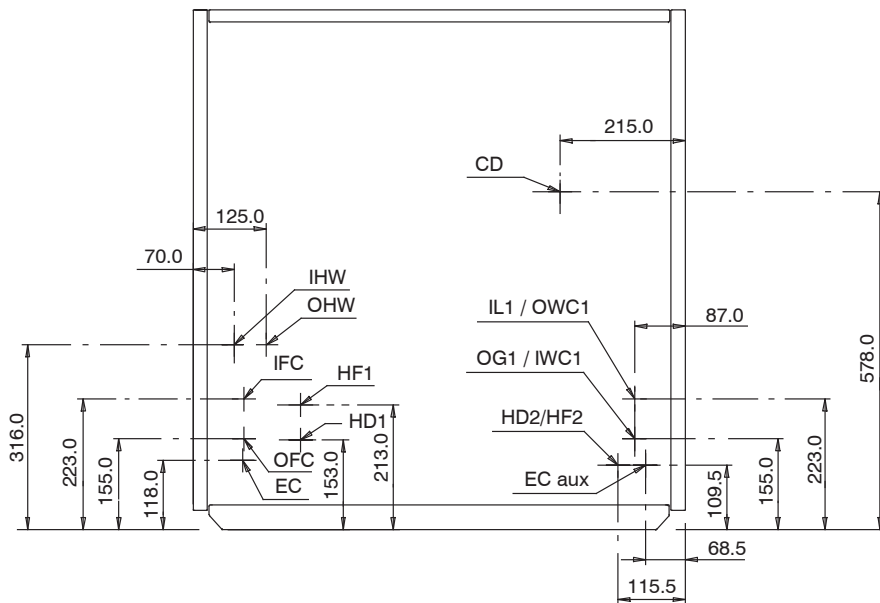 215.0
CD
125.0
70.0
IHW
OHW
IL1 / OWC1
87.0
OG1 / IWC1
IFC
HF1
HD1
HD2/HF2
OFC
EC
EC aux
316.0
223.0
155.0
118.0
153.0
213.0
109.5
155.0
223.0
578.0
68.5
115.5